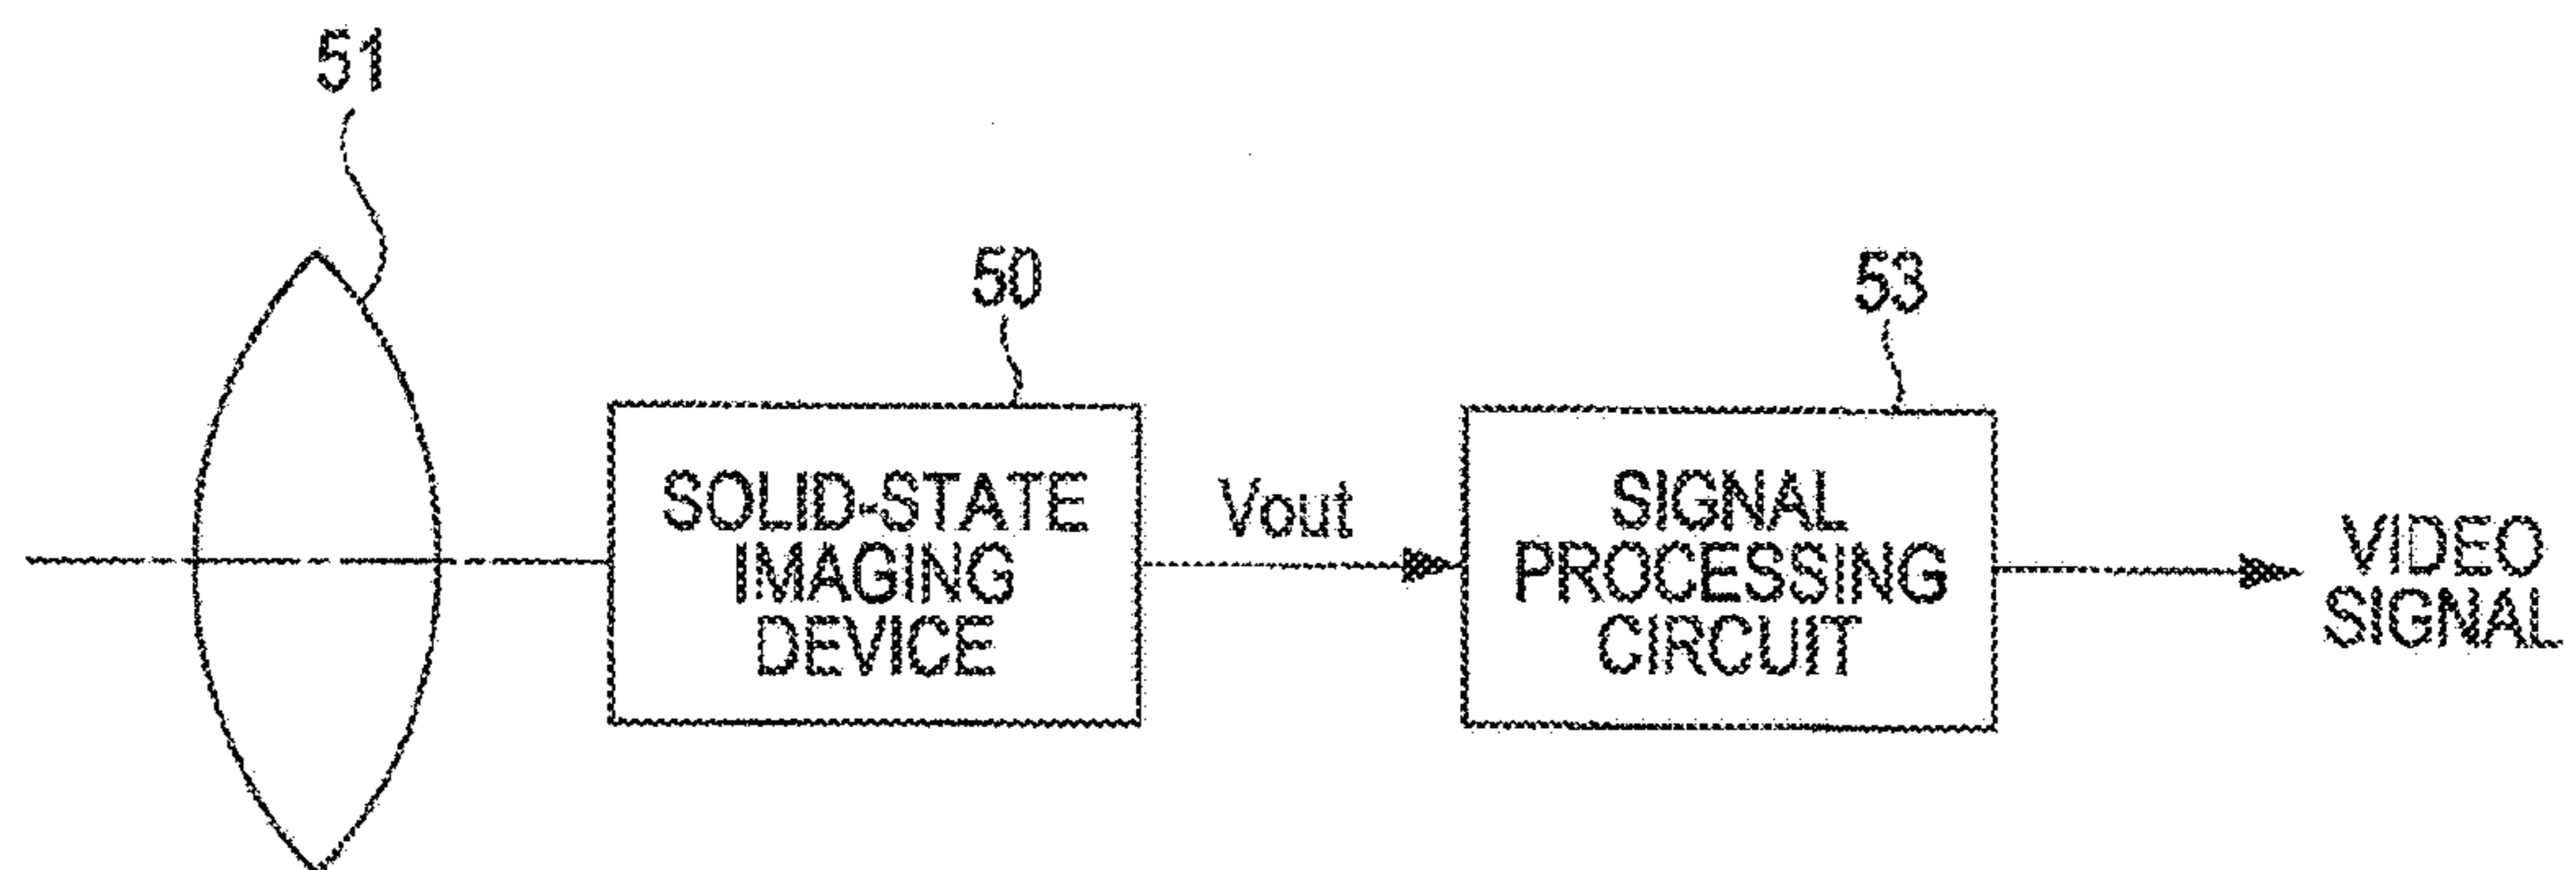 51
50
53
SOLID-STATE
IMAGING
DEVICE
Vout
SIGNAL
PROCESSING
CIRCUIT
VIDEO
SIGNAL